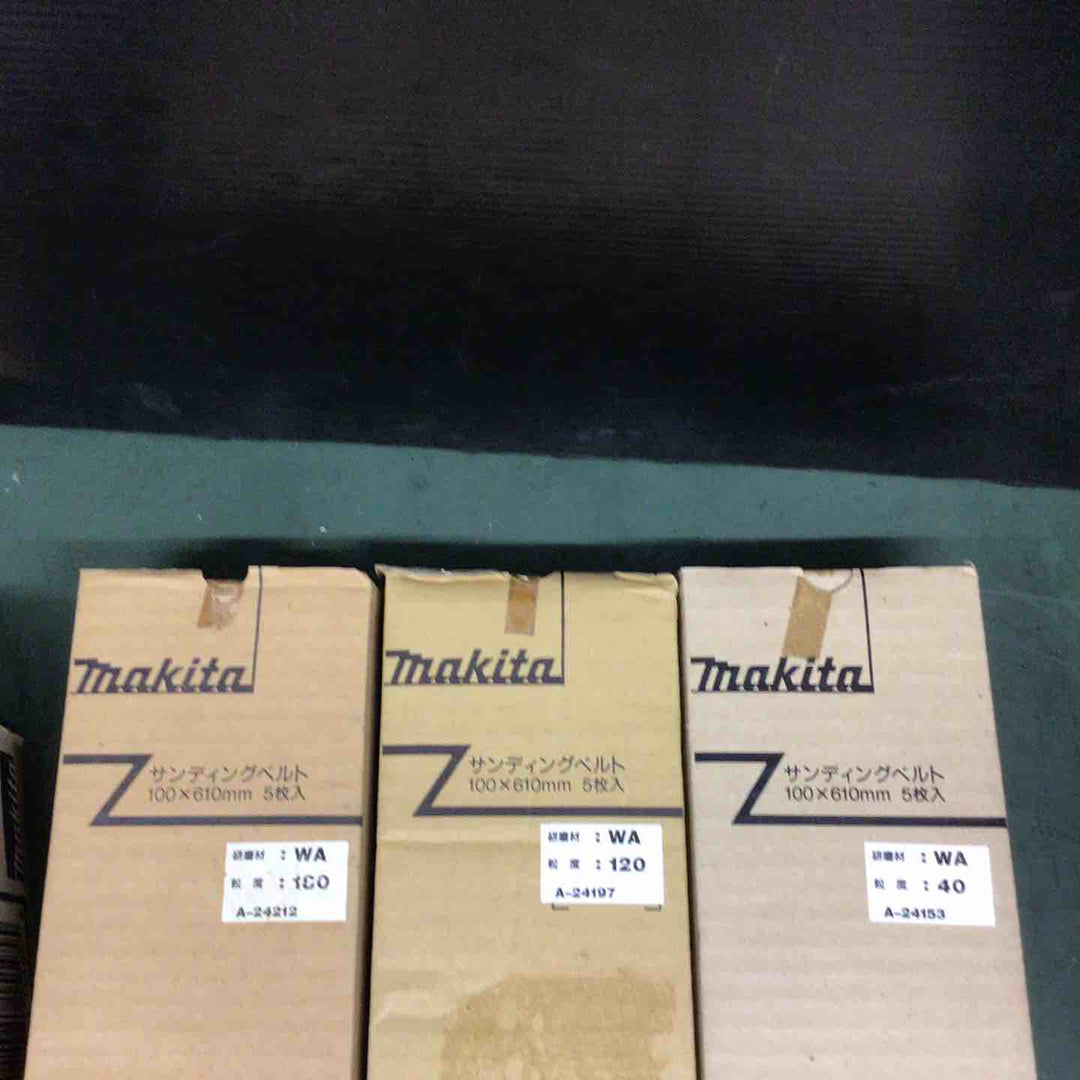 makita
サンディングベルト
100×610mm 5枚入
研磨材 : WA
粒度 : 180
A-24212
makita
サンディングベルト
100×610mm 5枚入
研磨材 : WA
粒度 : 120
A-24197
makita
サンディングベルト
100×610mm 5枚入
研磨材 : WA
粒度 : 40
A-24153